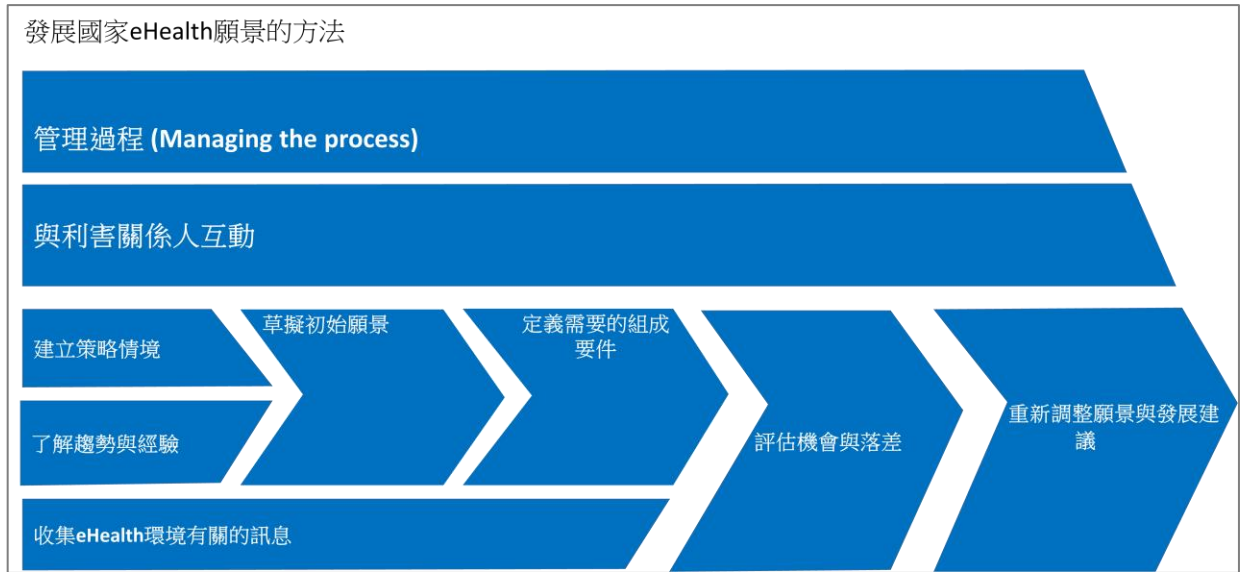 發展國家eHealth願景的方法
管理過程 (Managing the process)
與利害關係人互動
建立策略情境
了解趨勢與經驗
收集eHealth環境有關的訊息
草擬初始願景
定義需要的組成
要件
評估機會與落差
重新調整願景與發展建
議